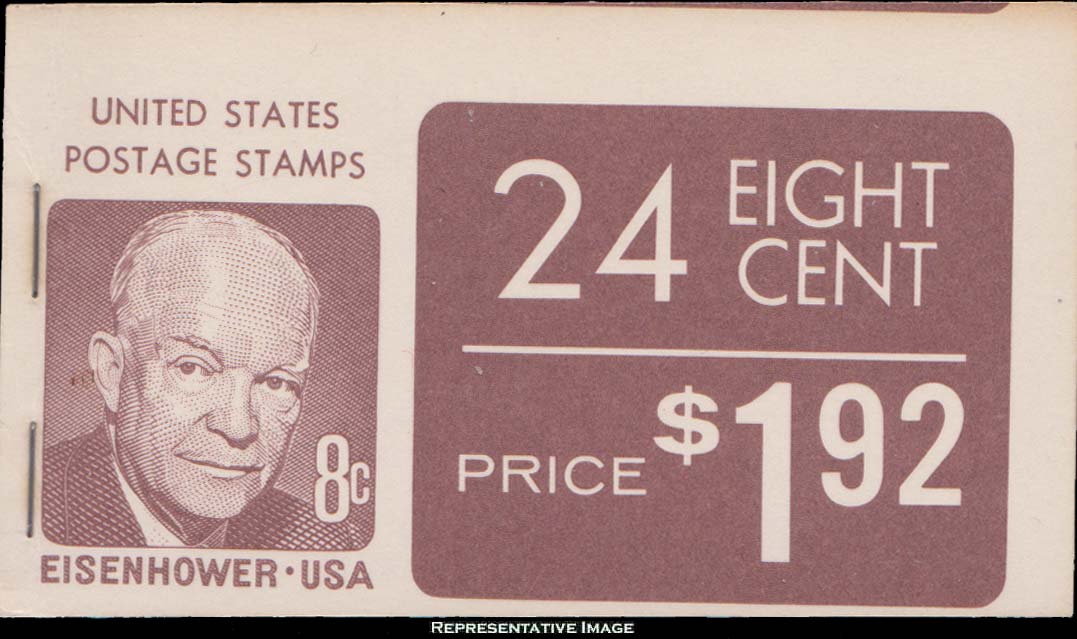 UNITED STATES
POSTAGE STAMPS
8c
EISENHOWER · USA
24 EIGHT
CENT
PRICE $1.92
REPRESENTATIVE IMAGE